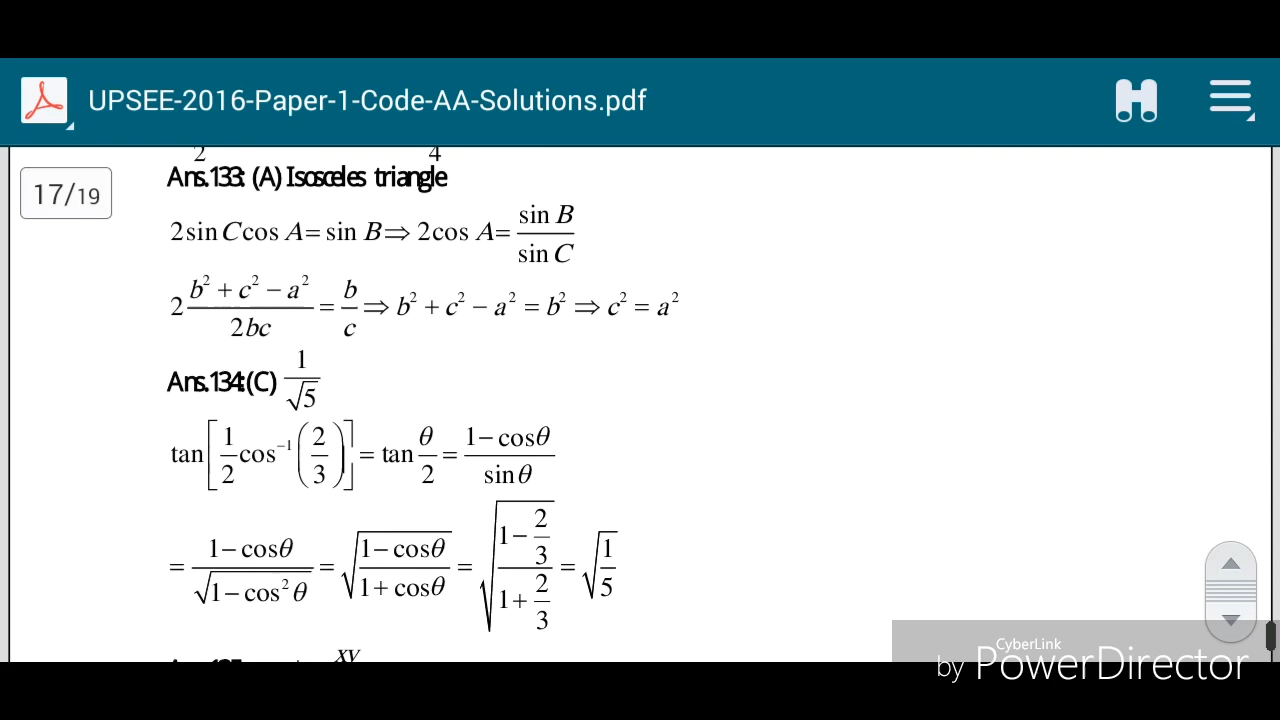 UPSEE-2016-Paper-1-Code-AA-Solutions.pdf
17/19
2 4
Ans.133: (A) Isosceles triangle
2 sin C cos A = sin B ⇒ 2 cos A = sin B / sin C
2 (b² + c² − a²) / 2bc = b / c ⇒ b² + c² − a² = b² ⇒ c² = a²
Ans.134:(C) 1/√5
tan[1/2 cos⁻¹(2/3)] = tan θ/2 = (1 − cosθ) / sinθ
= (1 − cosθ) / √(1 − cos²θ) = √((1 − cosθ) / (1 + cosθ)) = √((1 − 2/3) / (1 + 2/3)) = √(1/5)
xy
CyberLink
by PowerDirector